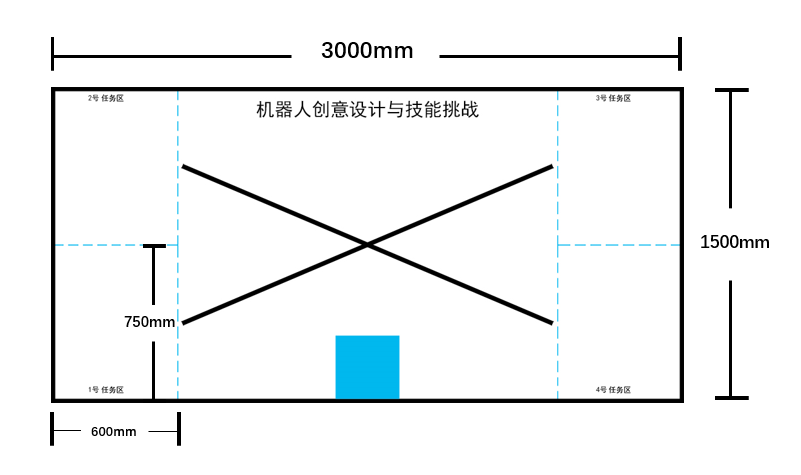 3000mm
2号 任务区
3号 任务区
机器人创意设计与技能挑战
1500mm
750mm
1号 任务区
4号 任务区
600mm